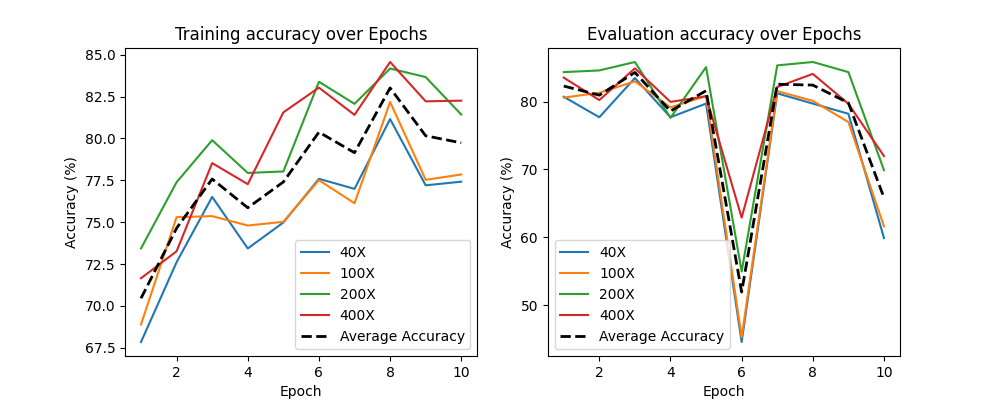 Training accuracy over Epochs
Accuracy (%)
85.0
82.5
80.0
77.5
75.0
72.5
70.0
67.5
2
4
6
8
10
Epoch
40X
100X
200X
400X
Average Accuracy
Evaluation accuracy over Epochs
Accuracy (%)
80
70
60
50
2
4
6
8
10
Epoch
40X
100X
200X
400X
Average Accuracy